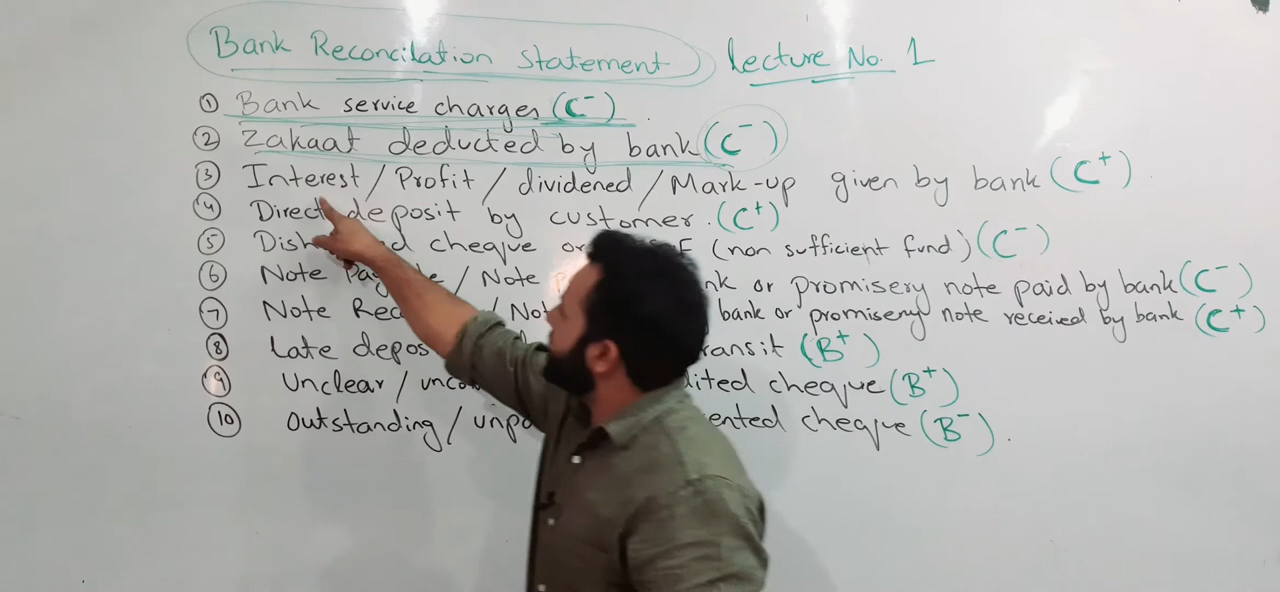 Bank Reconcilation Statement lecture No. 1
① Bank service charges (C⁻)
② Zakaat deducted by bank (C⁻)
③ Interest / Profit / dividened / Mark-up given by bank (C⁺)
④ Direct deposit by customer. (C⁺)
⑤ cheque or (non sufficient fund) (C⁻)
⑥ Note / Note or promisery note paid by bank (C⁻)
⑦ Note bank or promisery note received by bank (C⁺)
⑧ Late (B⁺)
⑨ Unclear / cheque (B⁺)
⑩ Outstanding / cheque (B⁻).